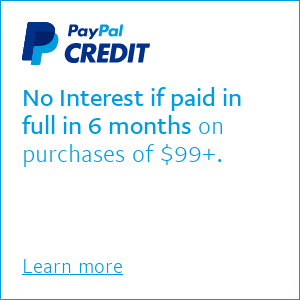 PayPal
CREDIT
No Interest if paid in
full in 6 months on
purchases of $99+.
Learn more